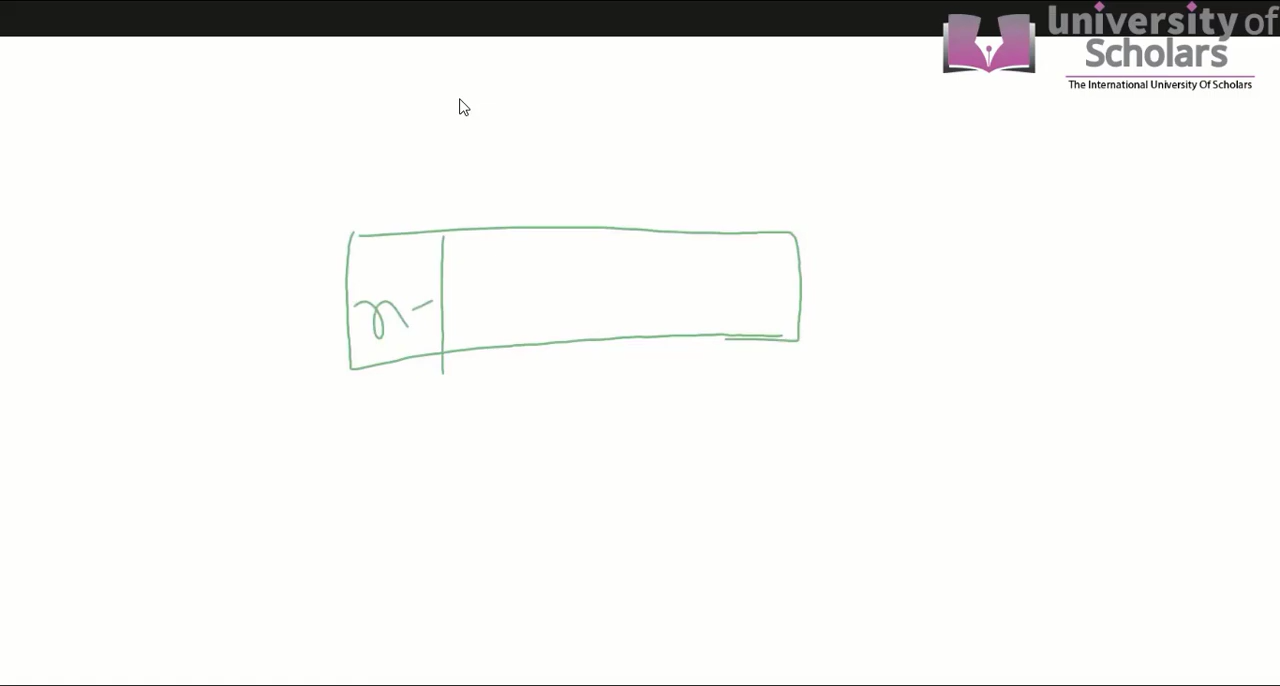 University of
Scholars
The International University Of Scholars
n-